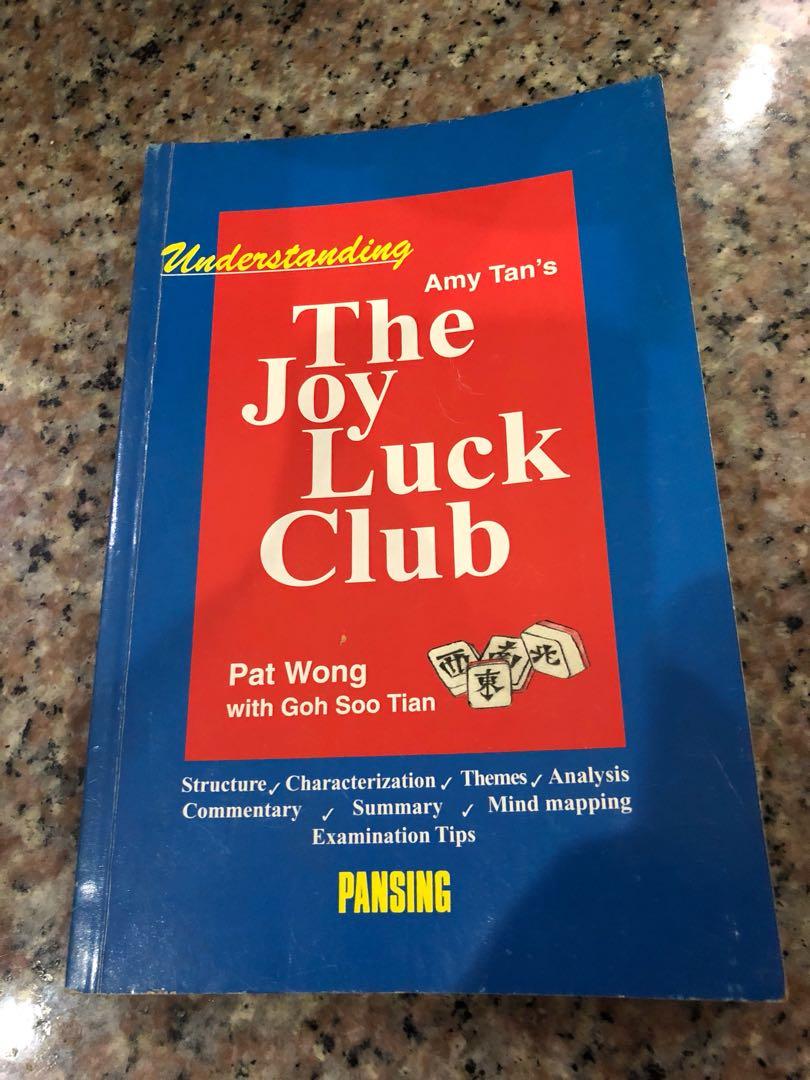 Understanding
Amy Tan's
The
Joy
Luck
Club
Pat Wong
with Goh Soo Tian
西 南 北
東
Structure ✓ Characterization ✓ Themes ✓ Analysis
Commentary ✓ Summary ✓ Mind mapping
Examination Tips
PANSING